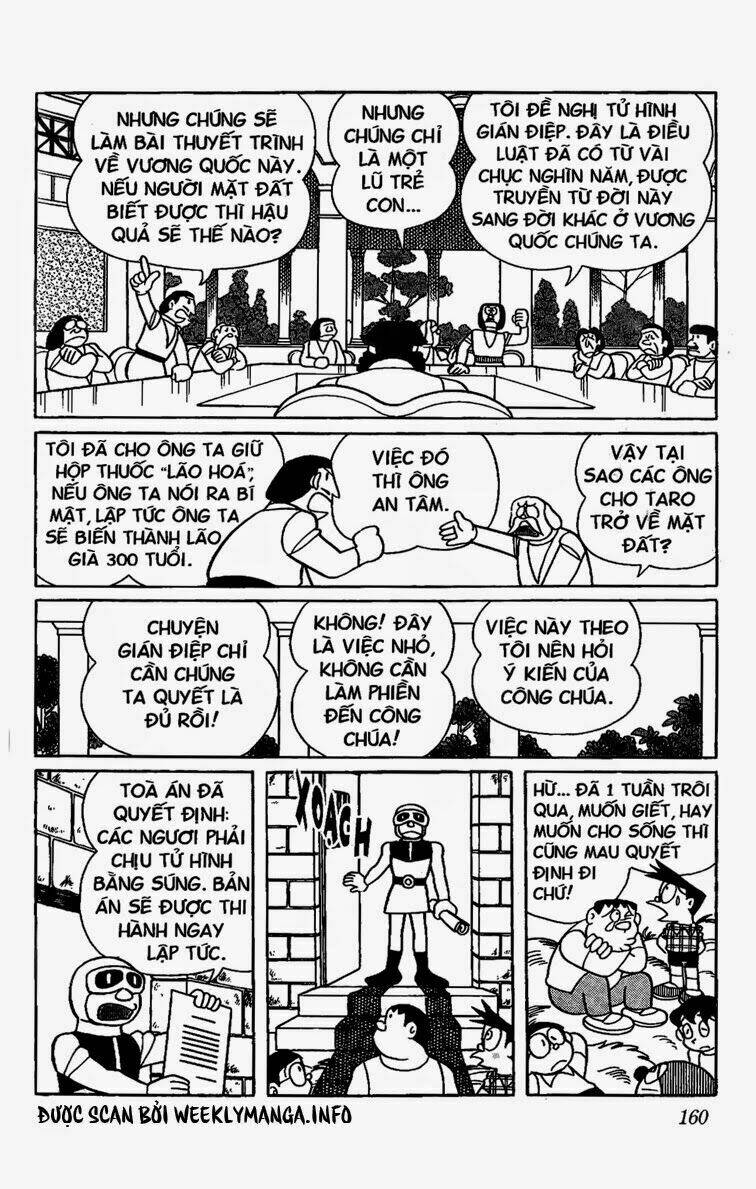 TÔI ĐỀ NGHỊ TỬ HÌNH
GIÁN ĐIỆP. ĐÂY LÀ ĐIỀU
LUẬT ĐÃ CÓ TỪ VÀI
CHỤC NGHÌN NĂM, ĐƯỢC
TRUYỀN TỪ ĐỜI NÀY
SANG ĐỜI KHÁC Ở VƯƠNG
QUỐC CHÚNG TA.
NHƯNG
CHÚNG CHỈ
LÀ MỘT
LŨ TRẺ
CON...
NHƯNG CHÚNG SẼ
LÀM BÀI THUYẾT TRÌNH
VỀ VƯƠNG QUỐC NÀY.
NẾU NGƯỜI MẶT ĐẤT
BIẾT ĐƯỢC THÌ HẬU
QUẢ SẼ THẾ NÀO?
VẬY TẠI
SAO CÁC ÔNG
CHO TARO
TRỞ VỀ MẶT
ĐẤT?
VIỆC ĐÓ
THÌ ÔNG
AN TÂM.
TÔI ĐÃ CHO ÔNG TA GIỮ
HỘP THUỐC "LÃO HOÁ",
NẾU ÔNG TA NÓI RA BÍ
MẬT, LẬP TỨC ÔNG TA
SẼ BIẾN THÀNH LÃO
GIÀ 300 TUỔI.
VIỆC NÀY THEO
TÔI NÊN HỎI
Ý KIẾN CỦA
CÔNG CHÚA.
KHÔNG! ĐÂY
LÀ VIỆC NHỎ,
KHÔNG CẦN
LÀM PHIỀN
ĐẾN CÔNG
CHÚA!
CHUYỆN
GIÁN ĐIỆP CHỈ
CẦN CHÚNG
TA QUYẾT LÀ
ĐỦ RỒI!
HỪ... ĐÃ 1 TUẦN TRÔI
QUA, MUỐN GIẾT, HAY
MUỐN CHO SỐNG THÌ
CŨNG MAU QUYẾT
ĐỊNH ĐI
CHỨ!
XOẠCH
TOÀ ÁN ĐÃ
QUYẾT ĐỊNH:
CÁC NGƯƠI PHẢI
CHỊU TỬ HÌNH
BẰNG SÚNG. BẢN
ÁN SẼ ĐƯỢC THI
HÀNH NGAY
LẬP TỨC.
ĐƯỢC SCAN BỞI WEEKLYMANGA.INFO
160